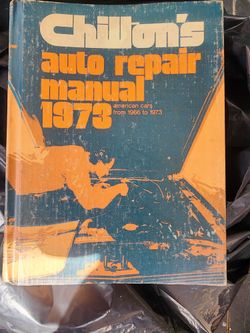 Chilton's
auto repair
manual
1973
american cars
from 1966 to 1973